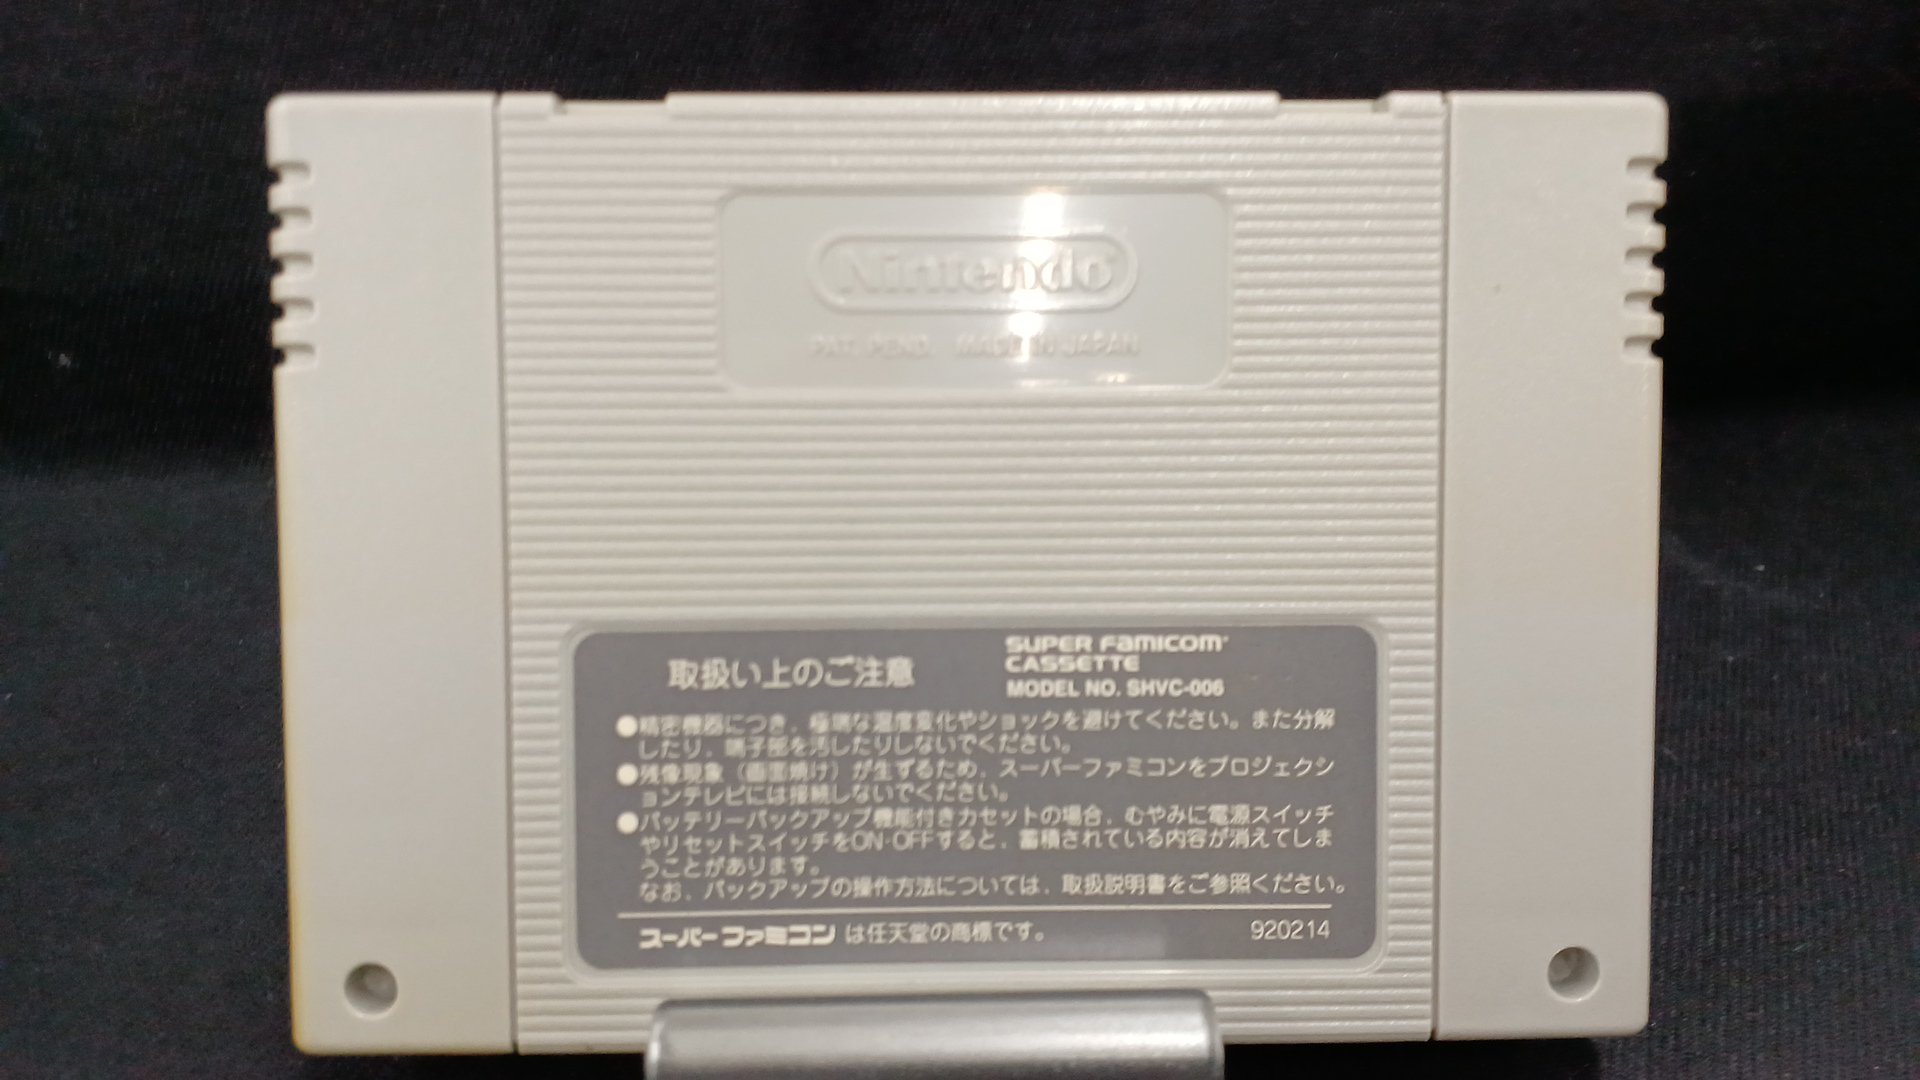 Nintendo
PAT. PEND. MADE IN JAPAN
取扱い上のご注意
SUPER FAMICOM
CASSETTE
MODEL NO. SHVC-006
●精密機器につき、極端な温度変化やショックを避けてください。また分解
したり、端子部を汚したりしないでください。
●残像現象（画面焼け）が生ずるため、スーパーファミコンをプロジェクシ
ョンテレビには接続しないでください。
●バッテリーバックアップ機能付きカセットの場合、むやみに電源スイッチ
やリセットスイッチをON・OFFすると、蓄積されている内容が消えてしま
うことがあります。
なお、バックアップの操作方法については、取扱説明書をご参照ください。
スーパーファミコンは任天堂の商標です。
920214